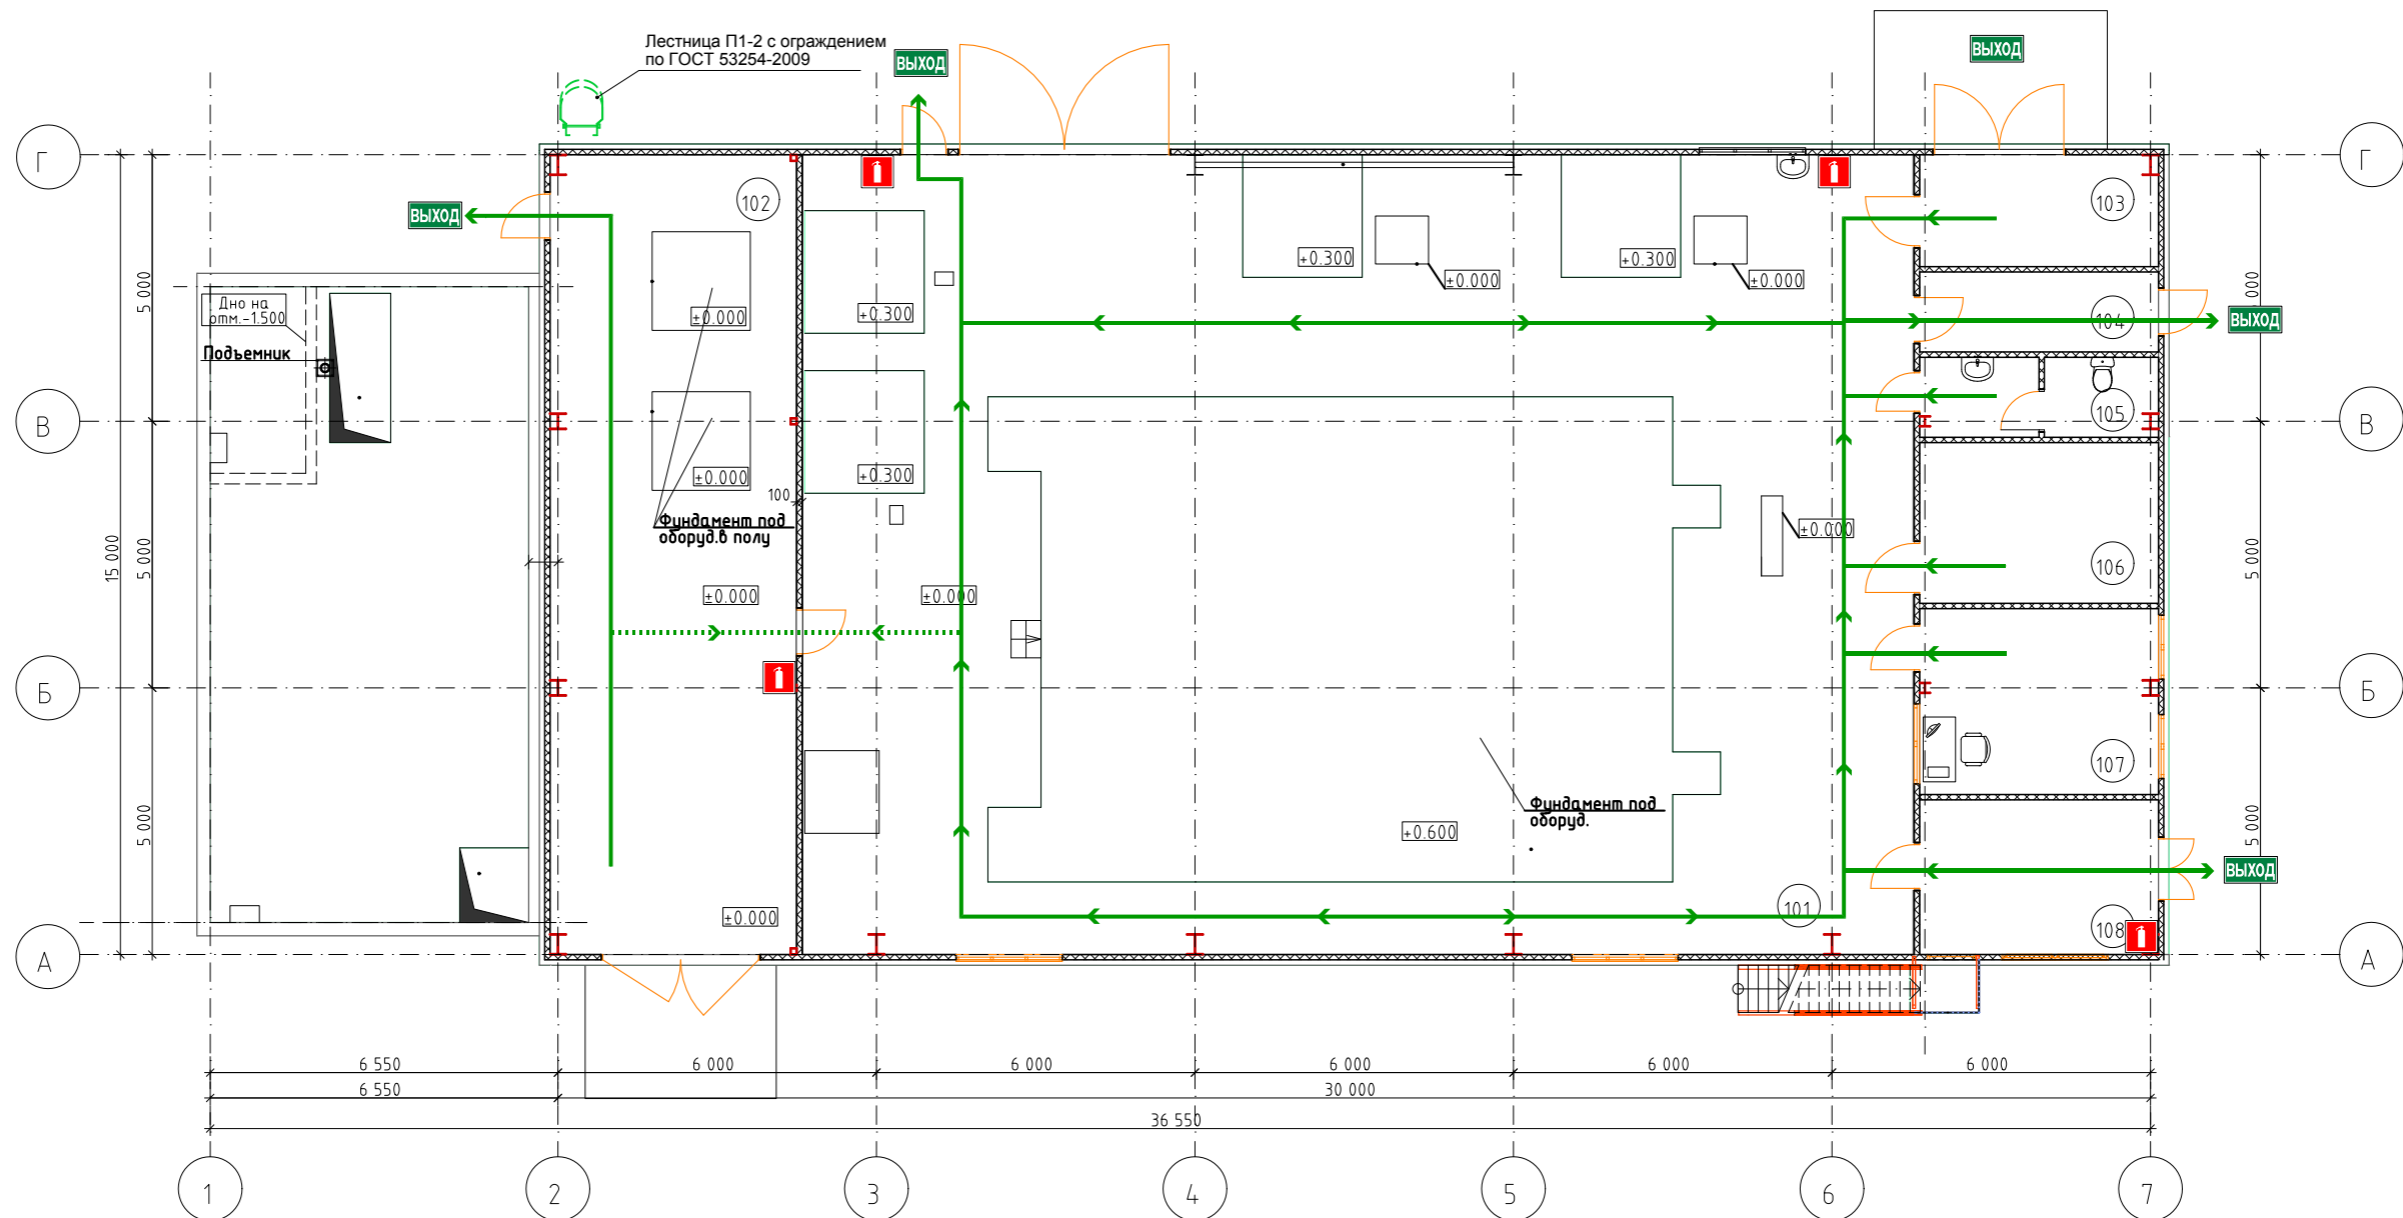 Лестница П1-2 с ограждением
по ГОСТ 53254-2009
ВЫХОД
ВЫХОД
Г
Г
102
103
ВЫХОД
+0.300
+0.300
±0.000
±0.000
5 000
Дно на
отм.-1.500
±0.000
+0.300
104
ВЫХОД
000
Подъемник
В
105
В
±0.000
+0.300
100
Фундамент под
оборуд.в полу
±0.000
15 000
5 000
106
5 000
±0.000
±0.000
Б
Б
107
Фундамент под
оборуд.
+0.600
5 000
5 000
ВЫХОД
±0.000
101
108
А
А
6 550
6 000
6 000
6 000
6 000
6 000
6 550
30 000
36 550
1
2
3
4
5
6
7